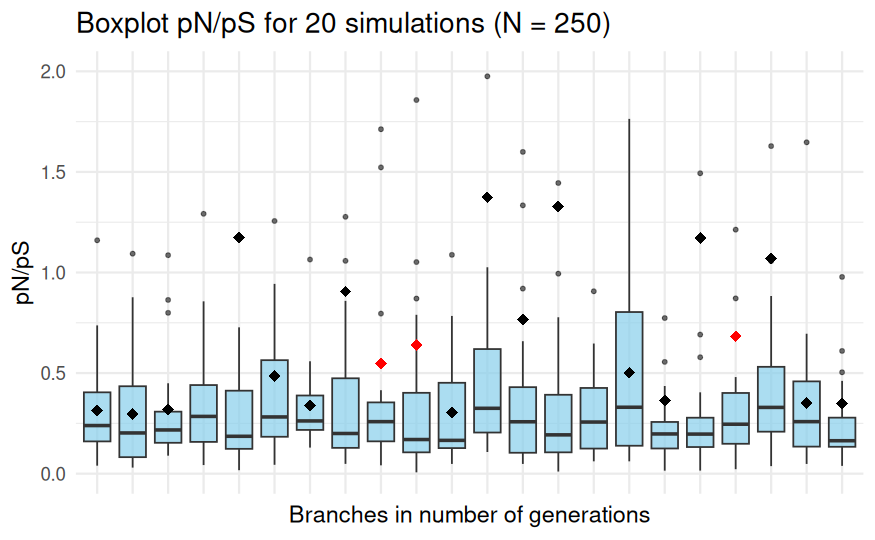 Boxplot pN/pS for 20 simulations (N = 250)
2.0
1.5
1.0
0.5
0.0
pN/pS
Branches in number of generations